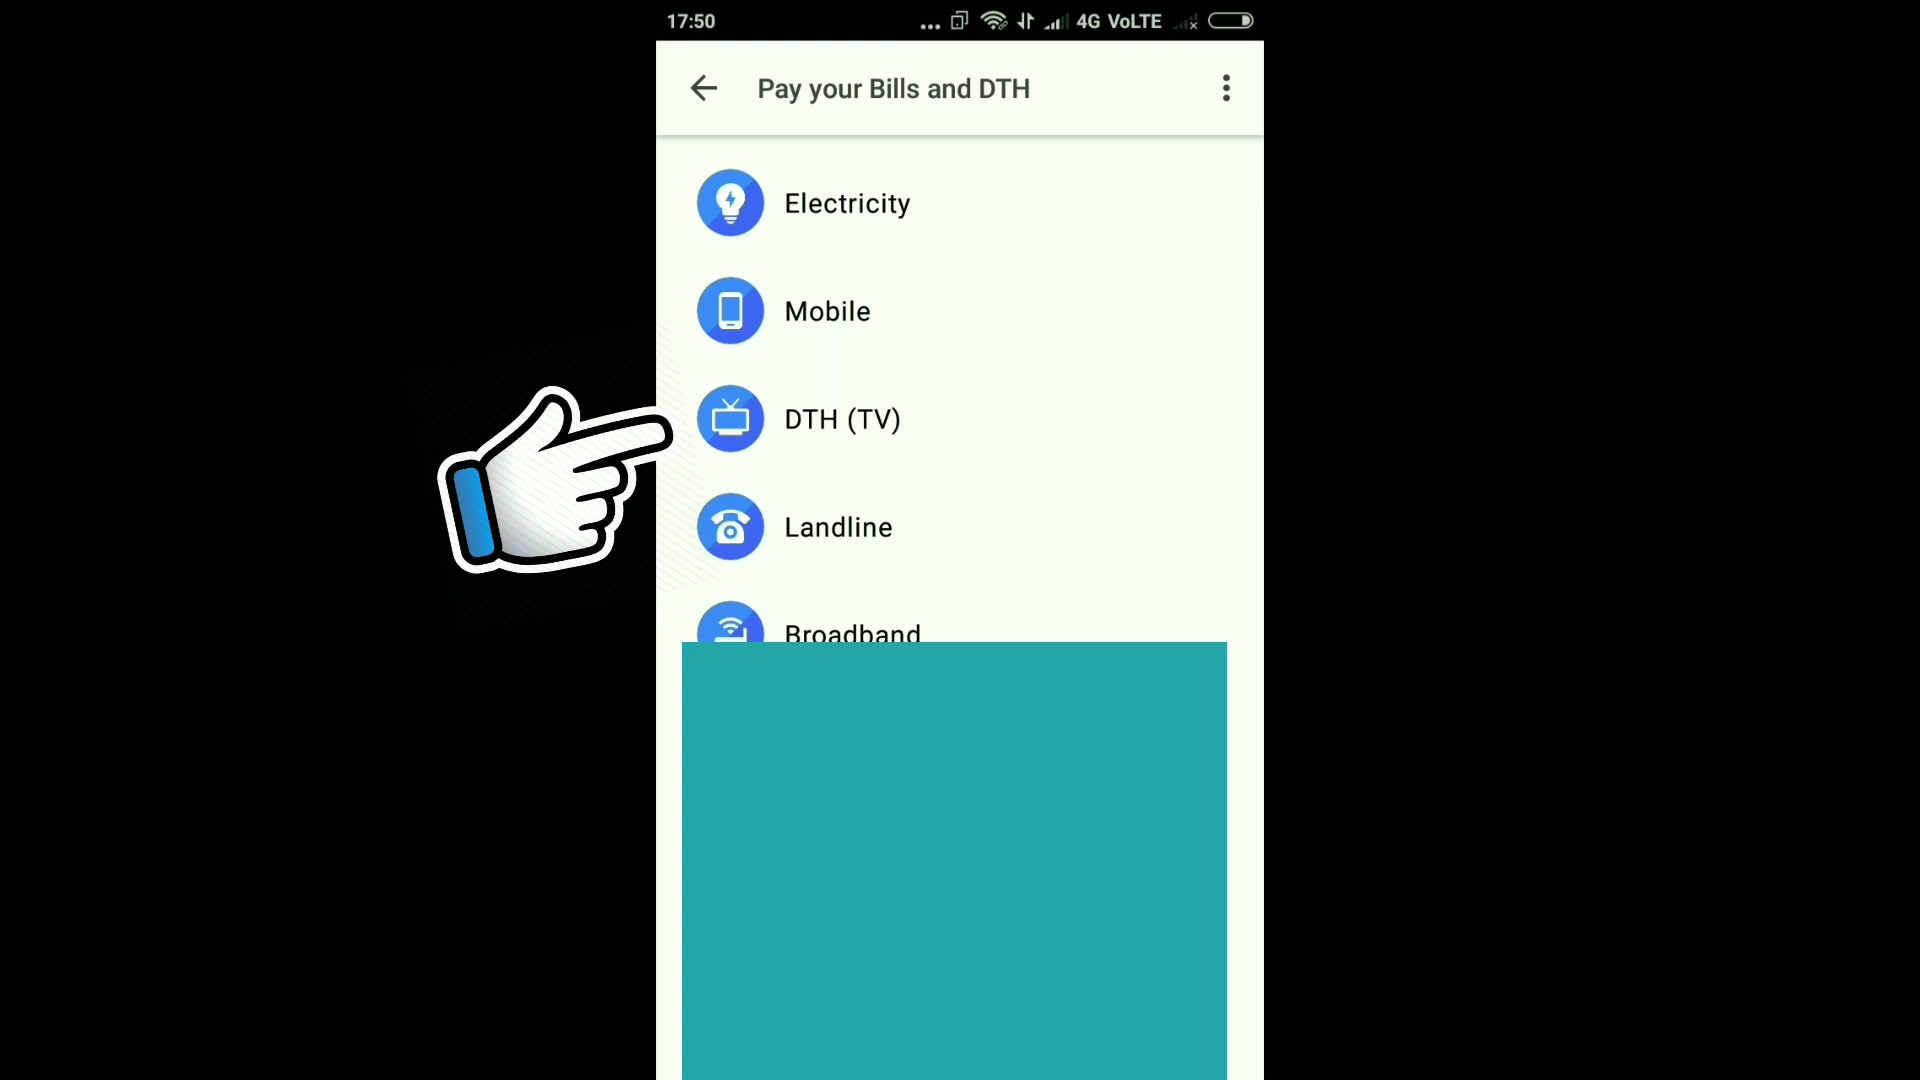 17:50 ... 4G VoLTE
Pay your Bills and DTH
Electricity
Mobile
DTH (TV)
Landline
Broadband